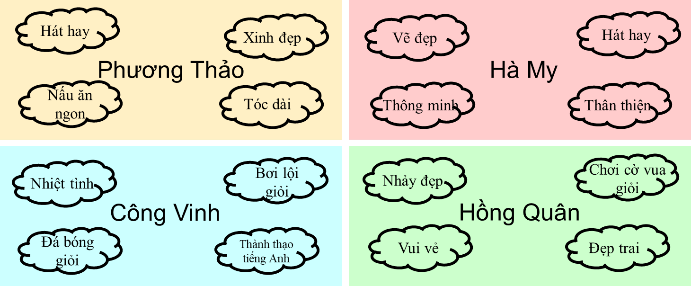 Hát hay
Xinh đẹp
Phương Thảo
Nấu ăn
ngon
Tóc dài
Vẽ đẹp
Hát hay
Hà My
Thông minh
Thân thiện
Nhiệt tình
Bơi lội
giỏi
Công Vinh
Đá bóng
giỏi
Thành thạo
tiếng Anh
Nhảy đẹp
Chơi cờ vua
giỏi
Hồng Quân
Vui vẻ
Đẹp trai